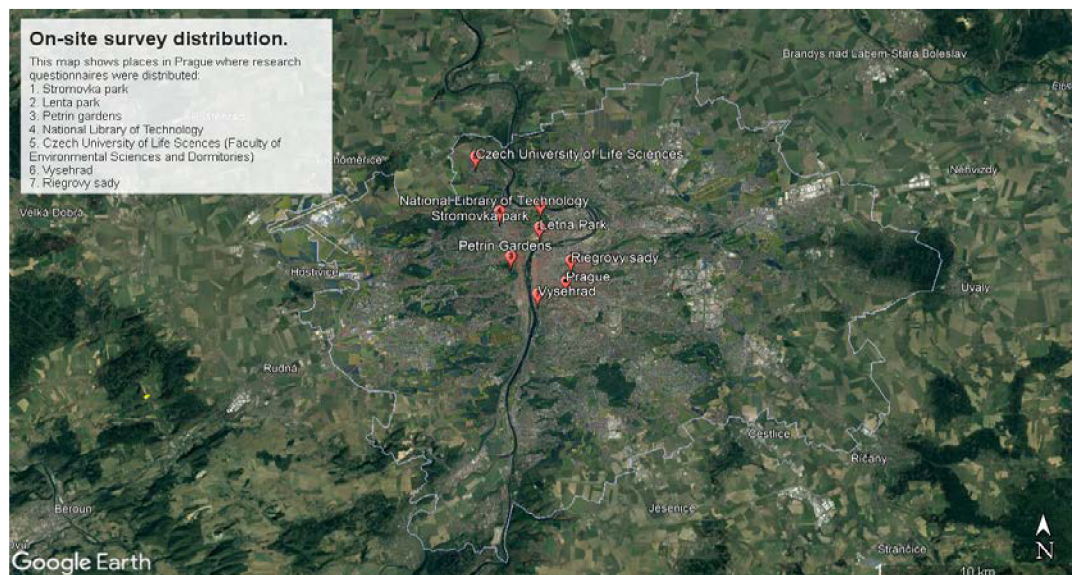 On-site survey distribution.
This map shows places in Prague where research
questionnaires were distributed:
1. Stromovka park
2. Lenta park
3. Petrin gardens
4. National Library of Technology
5. Czech University of Life Scences (Faculty of
Environmental Sciences and Dormitories)
6. Vysehrad
7. Riegrovy sady
Brandýs nad Labem-Stará Boleslav
Czech University of Life Sciences
Nehvizdy
National Library of Technology
Velká Dobrá
Stromovka park
Letna Park
Petrin Gardens
Riegrovy sady
Hostivice
Prague
Úvaly
Vysehrad
Rudná
Čestlice
Říčany
Beroun
Jesenice
Strančice
N
Google Earth
10 km